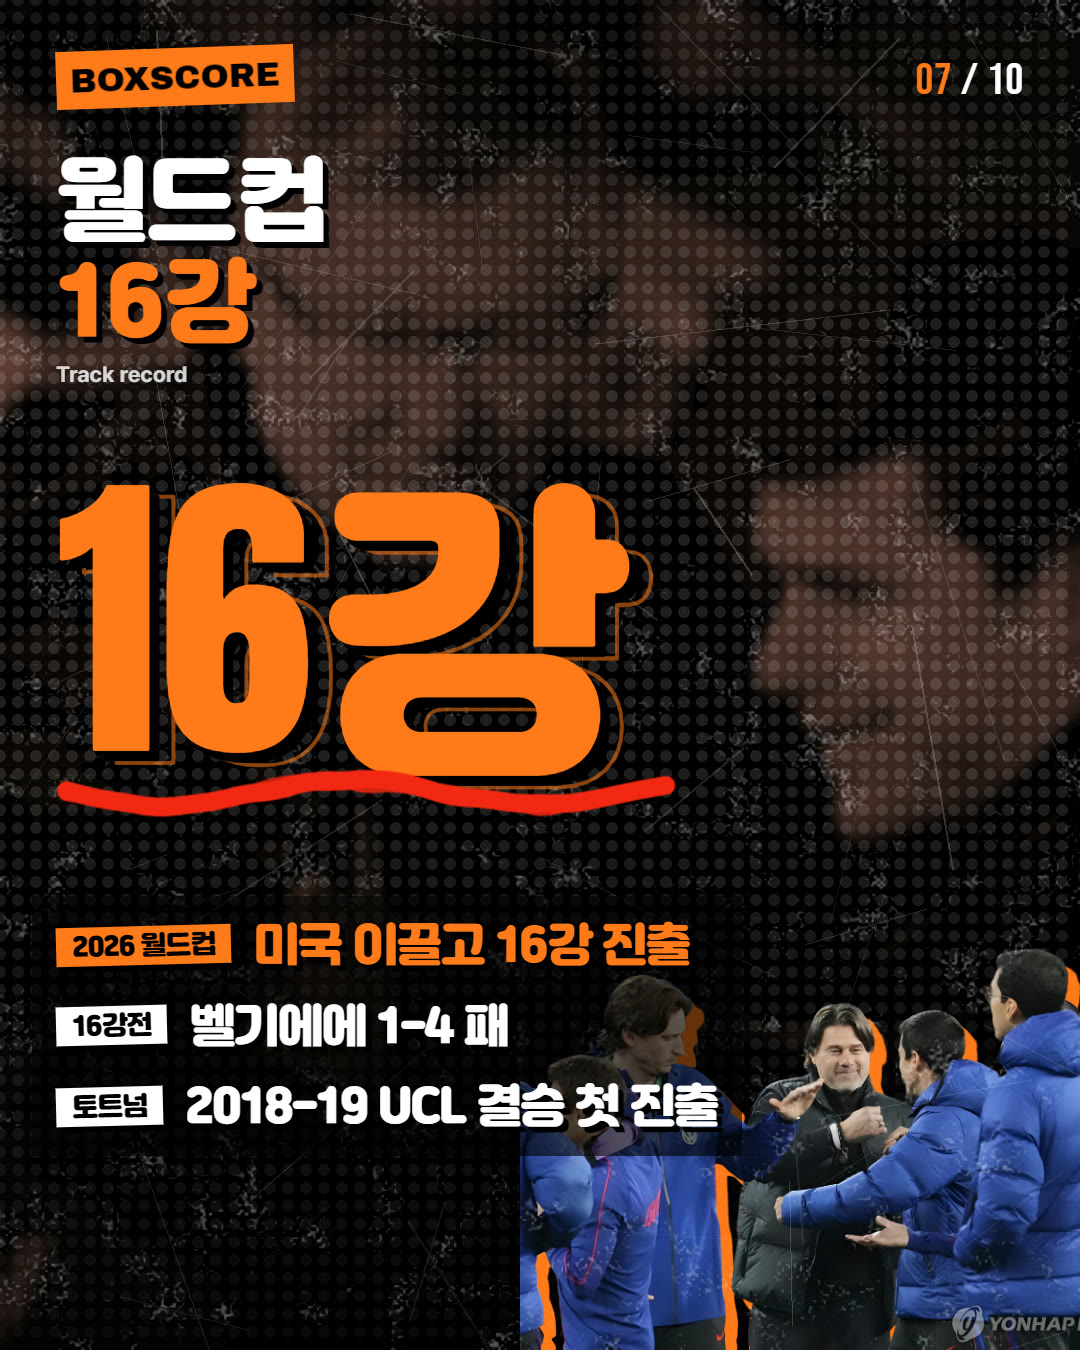 BOXSCORE
07 / 10
월드컵
16강
Track record
16강
2026 월드컵 미국 이끌고 16강 진출
16강전 벨기에에 1-4 패
토트넘 2018-19 UCL 결승 첫 진출
YONHAP